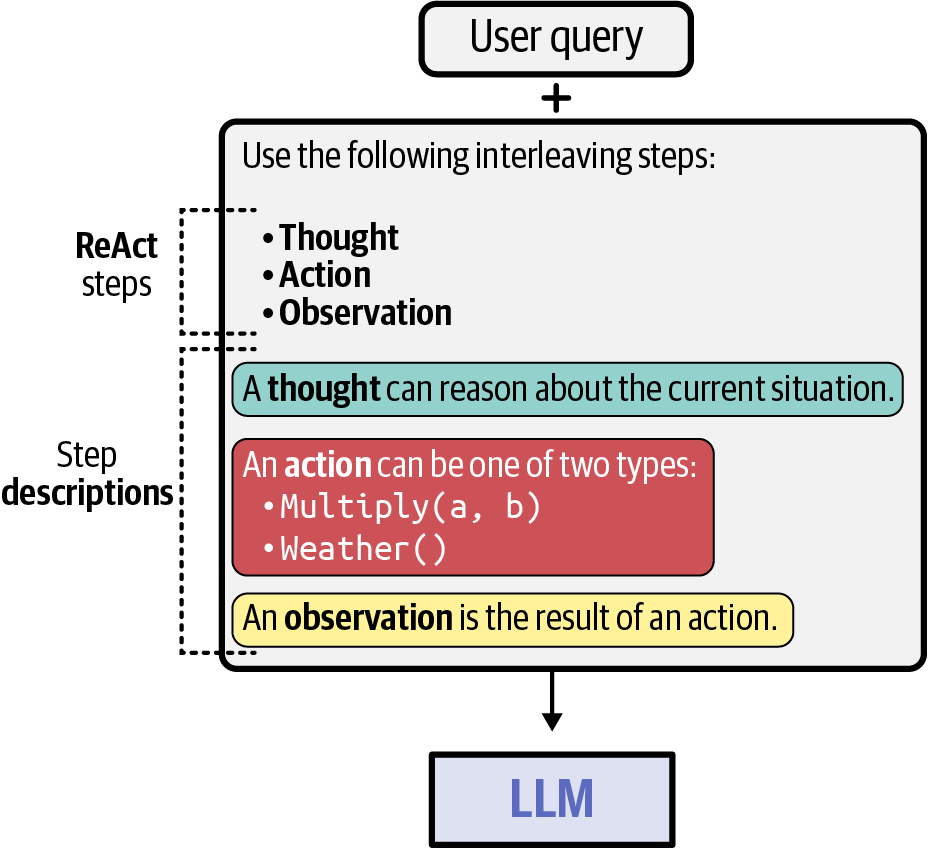 User query
+
Use the following interleaving steps:
ReAct
steps
• Thought
• Action
• Observation
Step
descriptions
A thought can reason about the current situation.
An action can be one of two types:
• Multiply(a, b)
• Weather()
An observation is the result of an action.
LLM